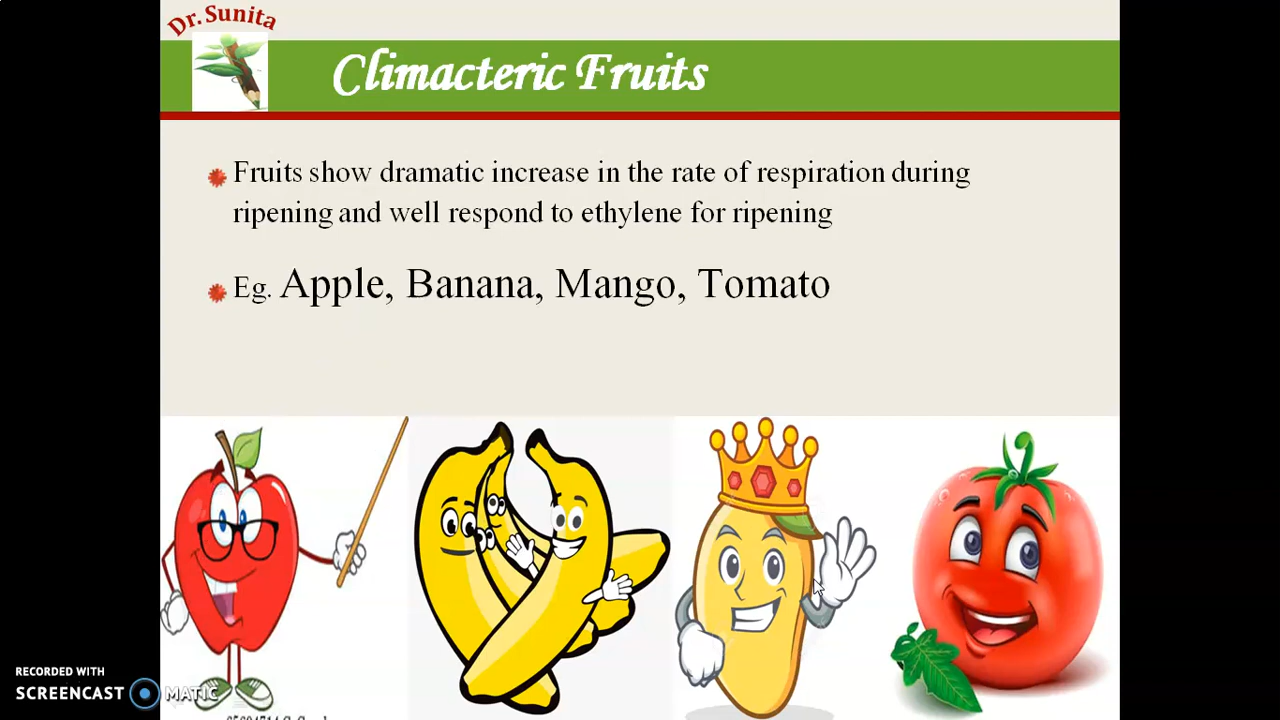 Dr. Sunita
Climacteric Fruits
Fruits show dramatic increase in the rate of respiration during
ripening and well respond to ethylene for ripening
Eg. Apple, Banana, Mango, Tomato
RECORDED WITH
SCREENCAST MATIC